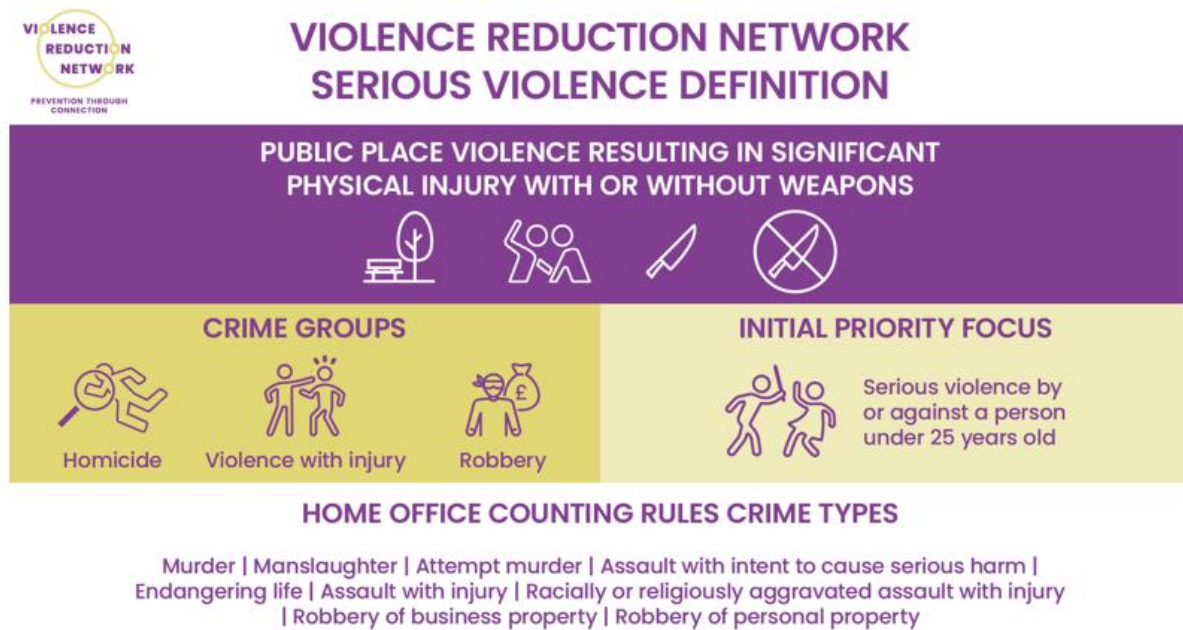 VIOLENCE
REDUCTION
NETWORK
PREVENTION THROUGH
CONNECTION
VIOLENCE REDUCTION NETWORK
SERIOUS VIOLENCE DEFINITION
PUBLIC PLACE VIOLENCE RESULTING IN SIGNIFICANT
PHYSICAL INJURY WITH OR WITHOUT WEAPONS
CRIME GROUPS
£
Homicide
Violence with injury
Robbery
INITIAL PRIORITY FOCUS
Serious violence by
or against a person
under 25 years old
HOME OFFICE COUNTING RULES CRIME TYPES
Murder | Manslaughter | Attempt murder | Assault with intent to cause serious harm |
Endangering life | Assault with injury | Racially or religiously aggravated assault with injury
| Robbery of business property | Robbery of personal property